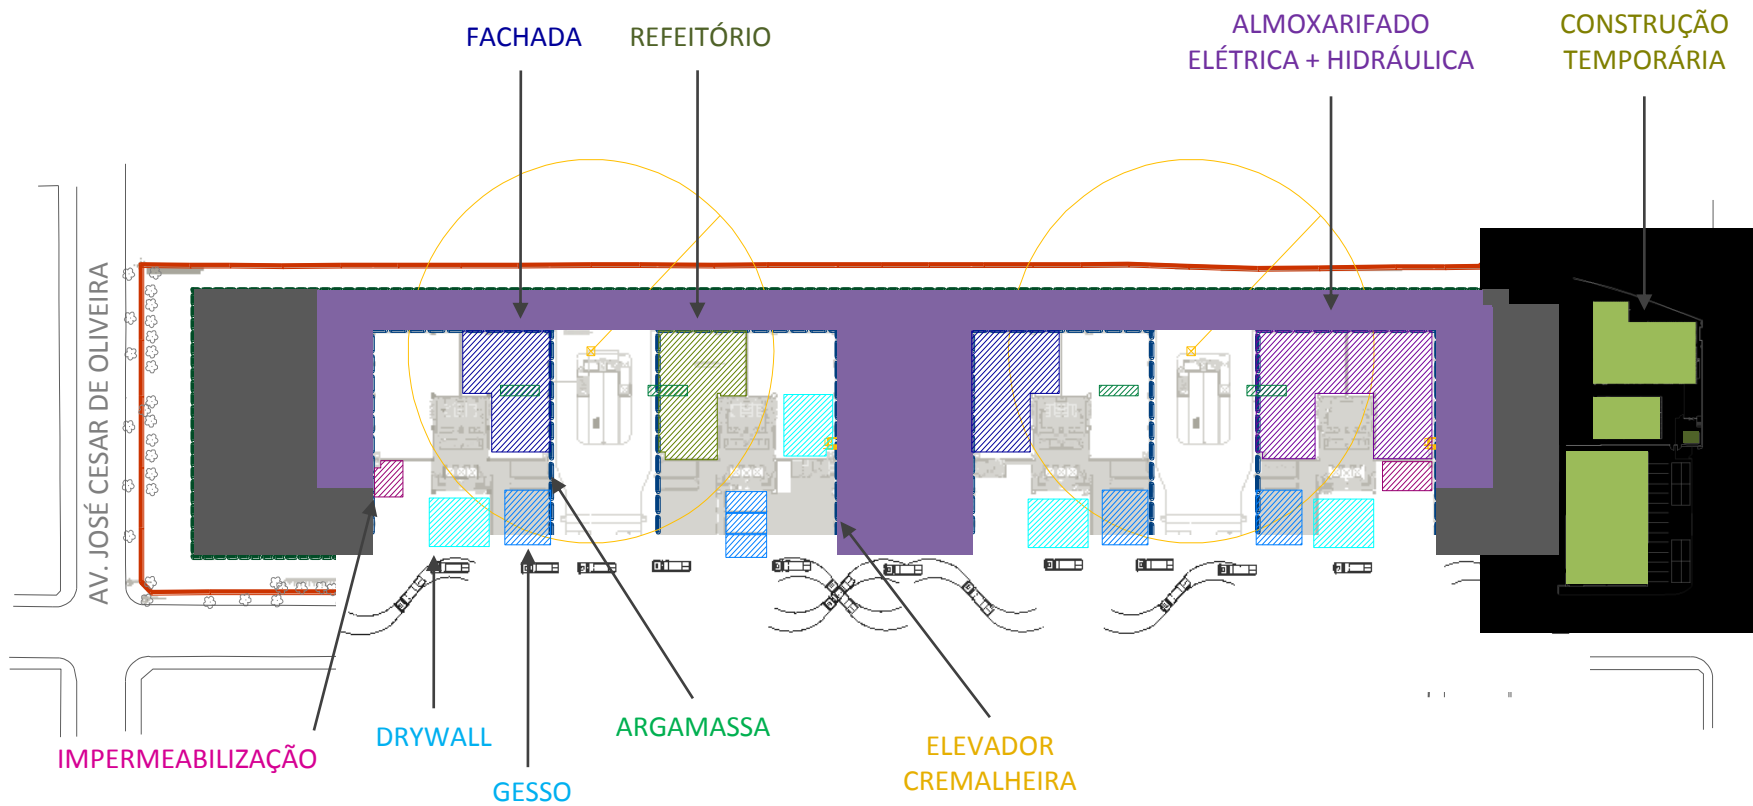 FACHADA
REFEITÓRIO
ALMOXARIFADO
ELÉTRICA + HIDRÁULICA
CONSTRUÇÃO
TEMPORÁRIA
AV. JOSÉ CESAR DE OLIVEIRA
IMPERMEABILIZAÇÃO
DRYWALL
GESSO
ARGAMASSA
ELEVADOR
CREMALHEIRA